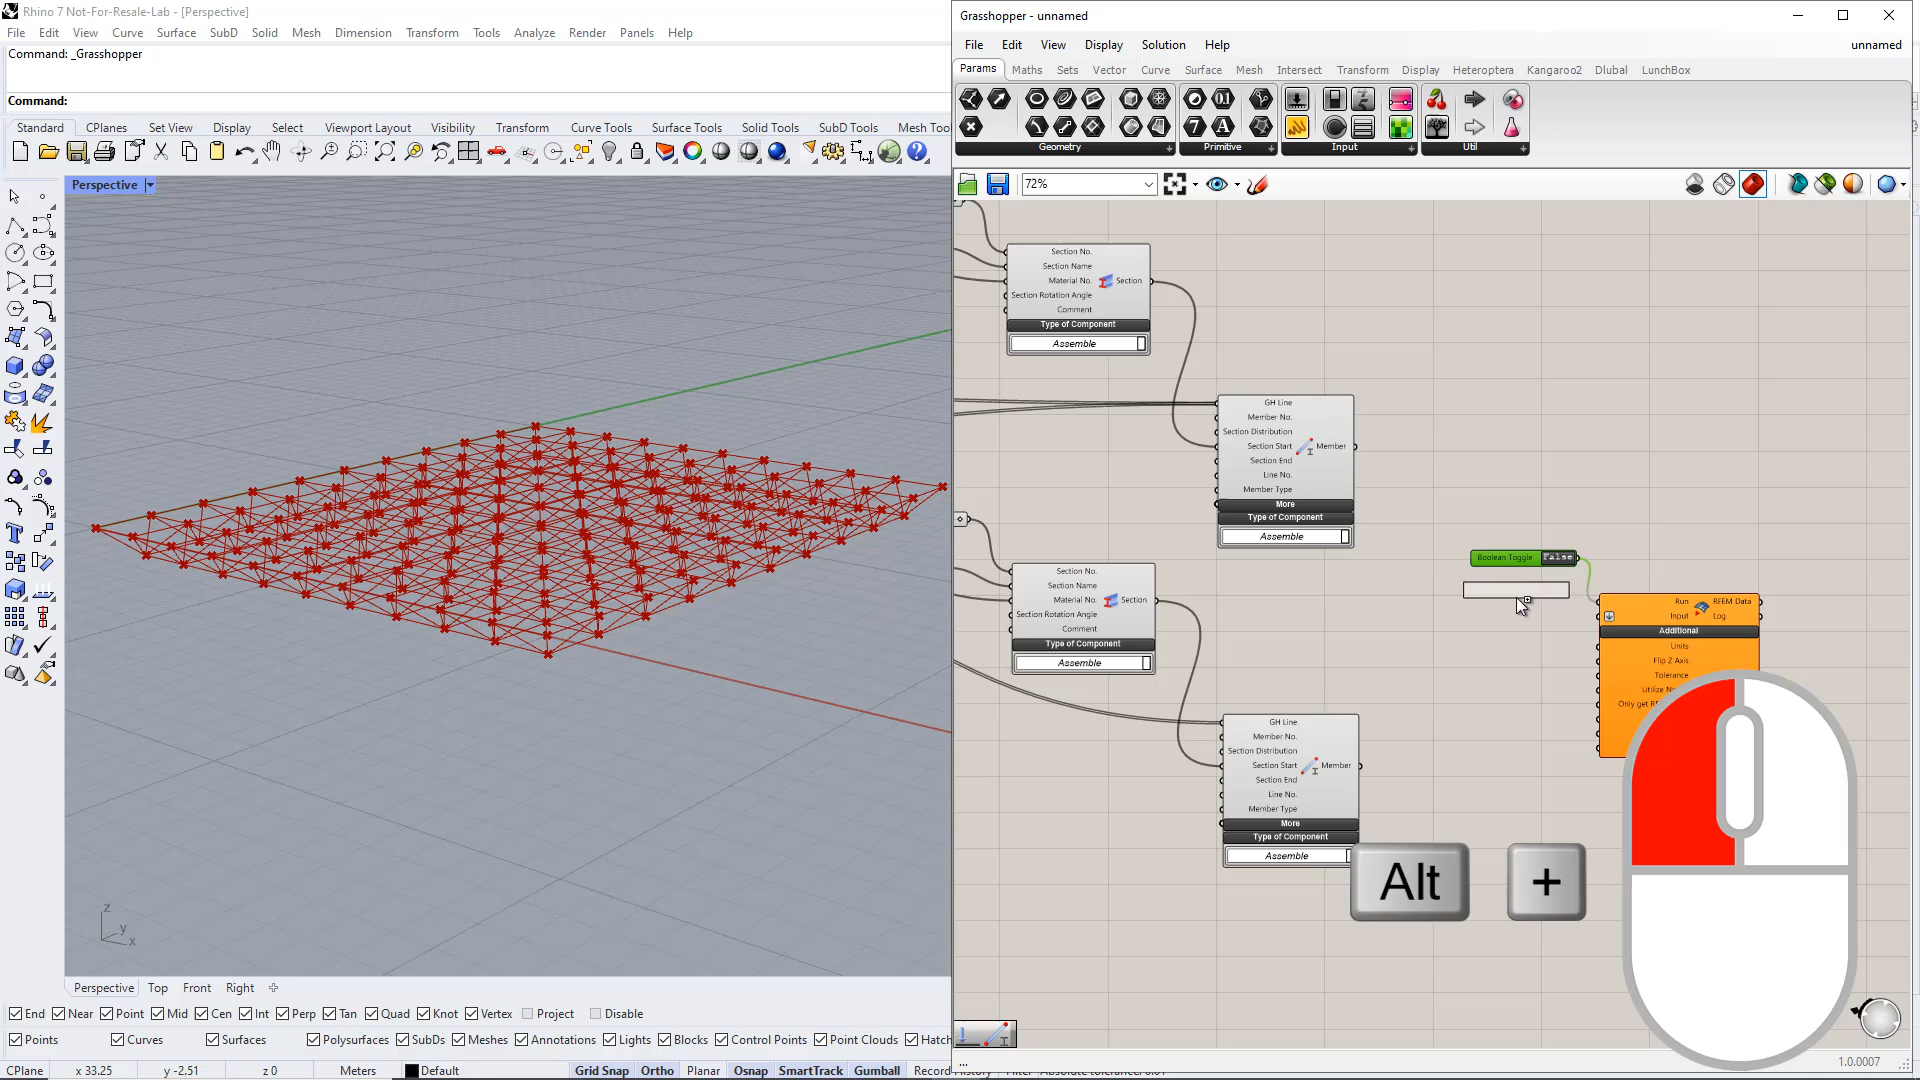 Rhino 7 Not-For-Resale-Lab - [Perspective]
File Edit View Curve Surface SubD Solid Mesh Dimension Transform Tools Analyze Render Panels Help
Command: _Grasshopper
Command:
Standard CPlanes Set View Display Select Viewport Layout Visibility Transform Curve Tools Surface Tools Solid Tools SubD Tools Mesh Too
Perspective
z
y
x
Perspective Top Front Right
End Near Point Mid Cen Int Perp Tan Quad Knot Vertex Project Disable
Points Curves Surfaces Polysurfaces SubDs Meshes Annotations Lights Blocks Control Points Point Clouds Hatch
CPlane x 33.25 y -2.51 z 0 Meters Default Grid Snap Ortho Planar Osnap SmartTrack Gumball Record
Grasshopper - unnamed
File Edit View Display Solution Help unnamed
Params Maths Sets Vector Curve Surface Mesh Intersect Transform Display Heteroptera Kangaroo2 Dlubal LunchBox
Geometry Primitive Input Util
72%
Section No.
Section Name
Material No. Section
Section Rotation Angle
Comment
Type of Component
Assemble
GH Line
Member No.
Section Distribution
Section Start Member
Section End
Line No.
Member Type
More
Type of Component
Assemble
Section No.
Section Name
Material No. Section
Section Rotation Angle
Comment
Type of Component
Assemble
GH Line
Member No.
Section Distribution
Section Start Member
Section End
Line No.
Member Type
More
Type of Component
Assemble
Boolean Toggle False
Run RFEM Data
Input Log
Additional
Units
Flip Z Axis
Tolerance
Utilize
Only get
Alt +
...
1.0.0007